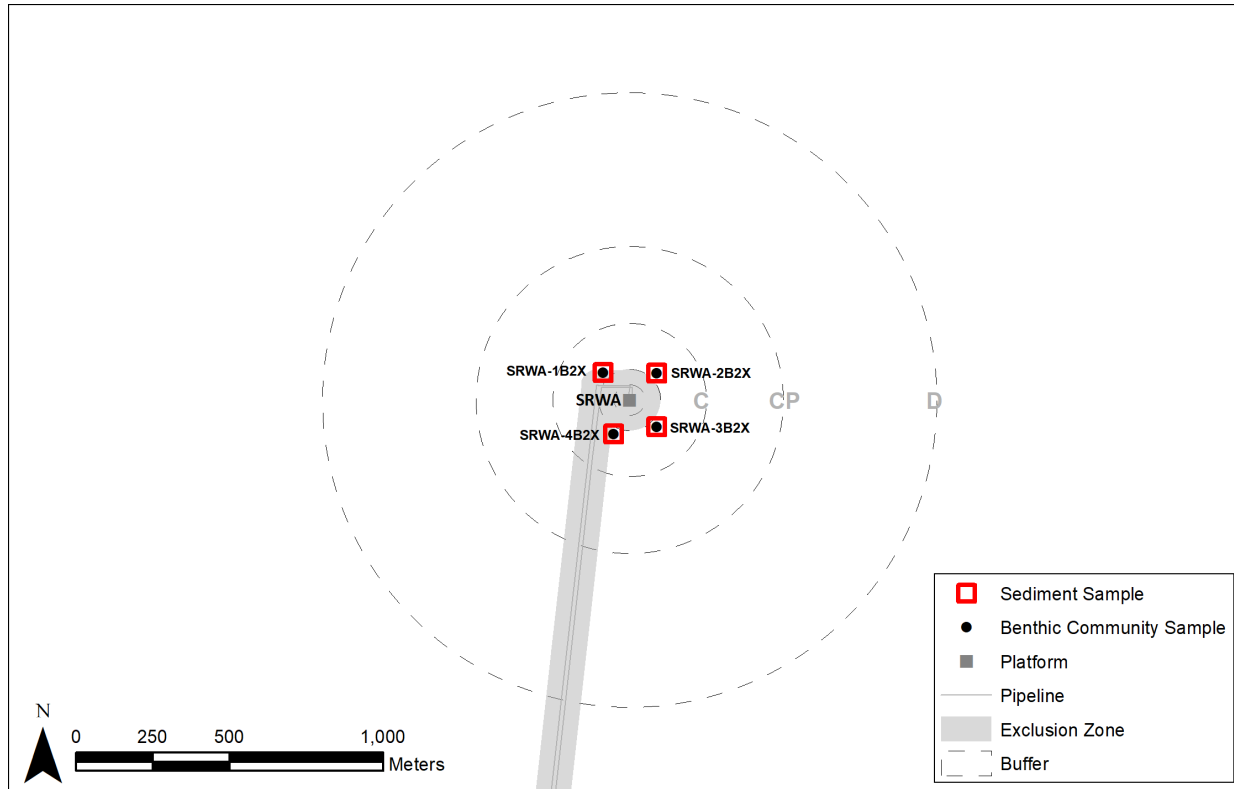 SRWA-1B2X
SRWA-2B2X
SRWA
C
CP
D
SRWA-3B2X
SRWA-4B2X
Sediment Sample
Benthic Community Sample
Platform
Pipeline
Exclusion Zone
Buffer
N
0 250 500 1,000
Meters